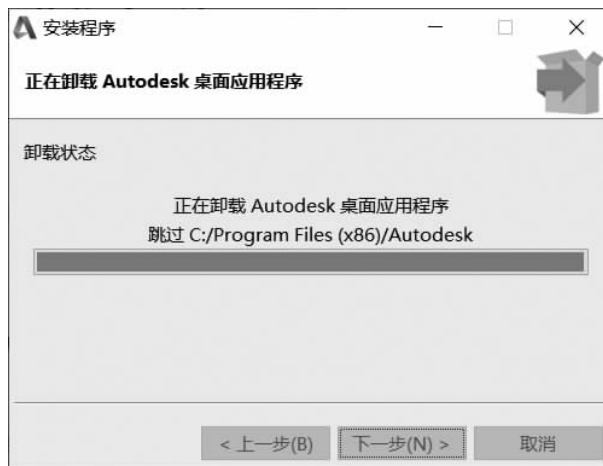 安装程序
正在卸载 Autodesk 桌面应用程序
卸载状态
正在卸载 Autodesk 桌面应用程序
跳过 C:/Program Files (x86)/Autodesk
< 上一步(B)
下一步(N) >
取消